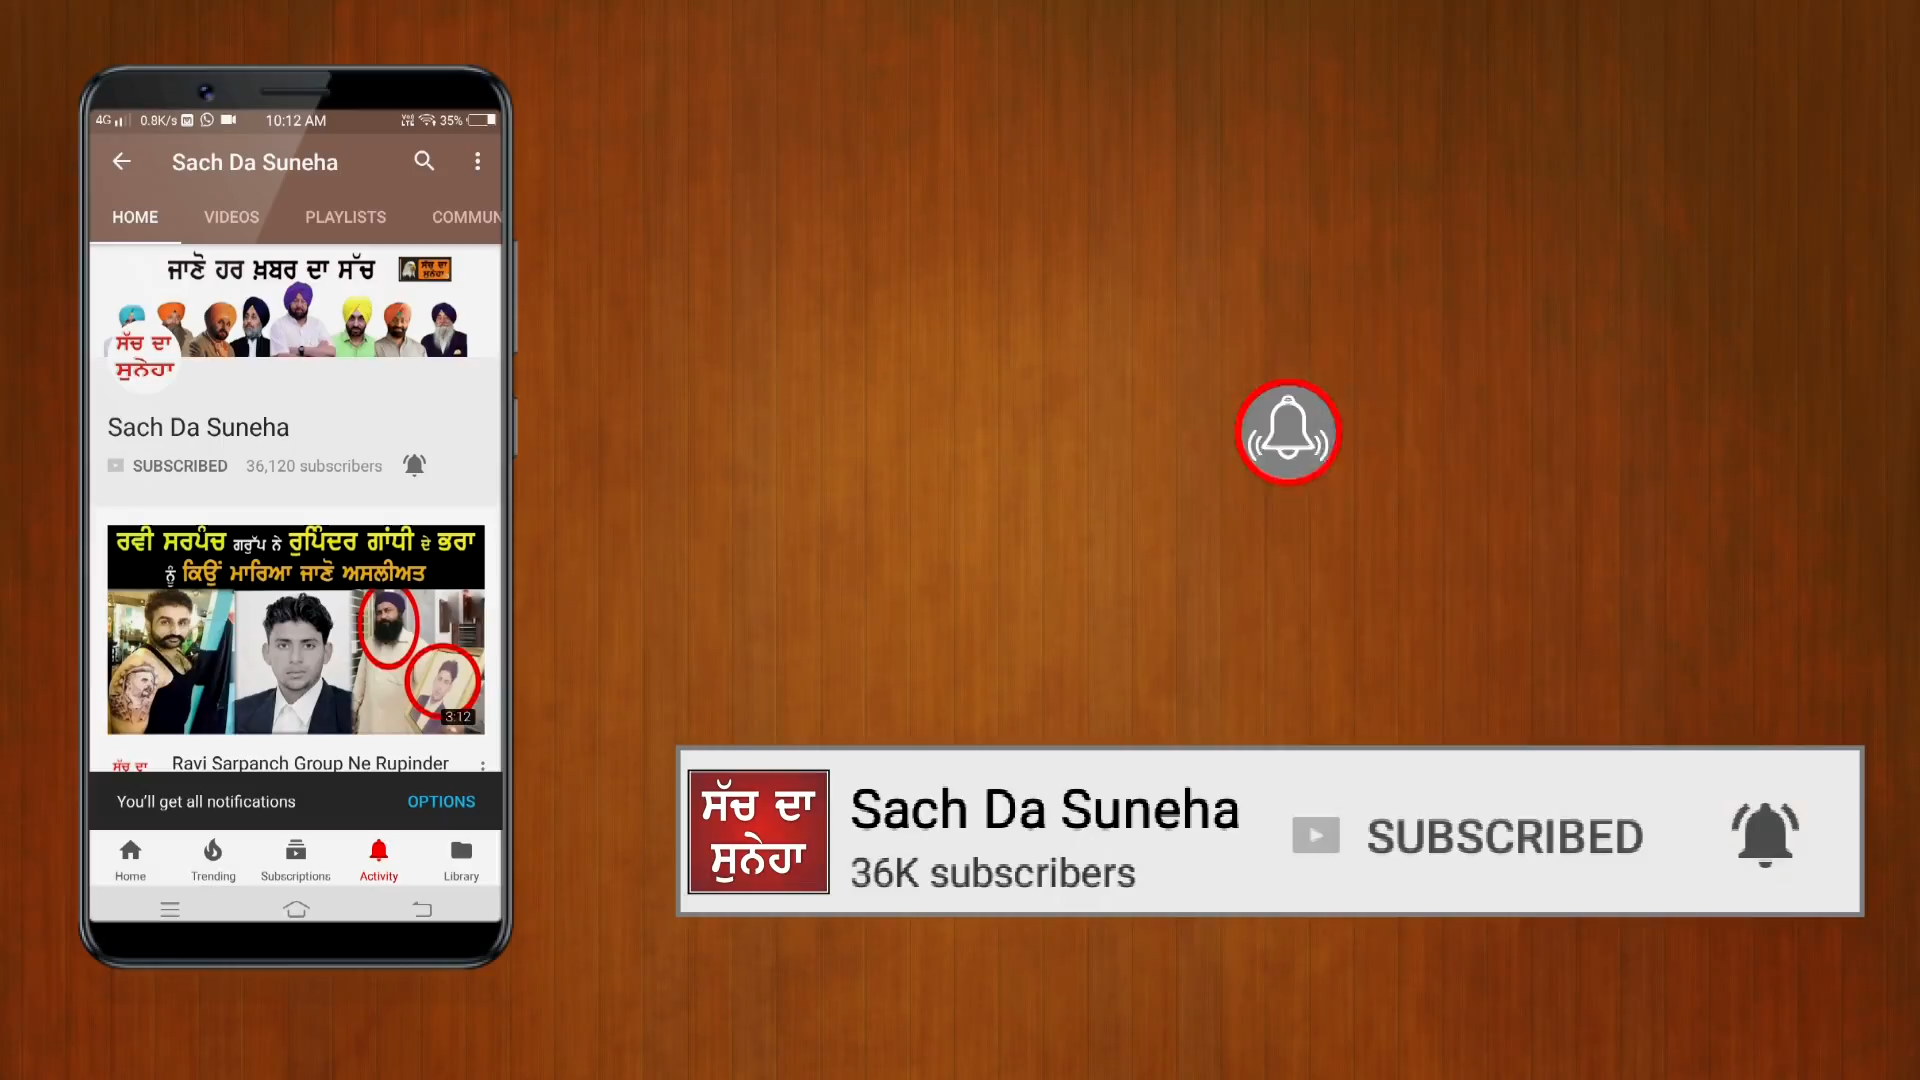 4G 0.8K/s 10:12 AM 35%
Sach Da Suneha
HOME VIDEOS PLAYLISTS COMMUN
ਜਾਣੋ ਹਰ ਖ਼ਬਰ ਦਾ ਸੱਚ
ਸੱਚ ਦਾ
ਸੁਨੇਹਾ
ਸੱਚ ਦਾ
ਸੁਨੇਹਾ
Sach Da Suneha
SUBSCRIBED 36,120 subscribers
ਰਵੀ ਸਰਪੰਚ ਗਰੁੱਪ ਨੇ ਰੁਪਿੰਦਰ ਗਾਂਧੀ ਦੇ ਭਰਾ
ਨੂੰ ਕਿਉਂ ਮਾਰਿਆ ਜਾਣੋ ਅਸਲੀਅਤ
3:12
ਸੱਚ ਦਾ
Ravi Sarpanch Group Ne Rupinder
You'll get all notifications OPTIONS
Home Trending Subscriptions Activity Library
ਸੱਚ ਦਾ
ਸੁਨੇਹਾ
Sach Da Suneha
36K subscribers
SUBSCRIBED